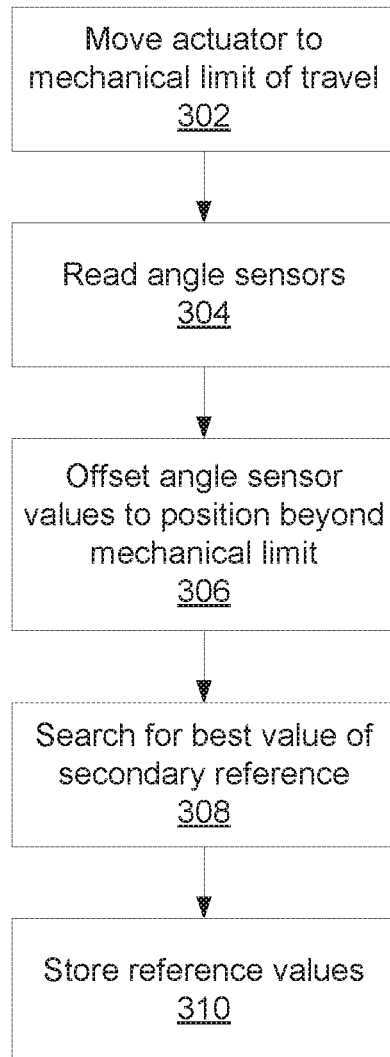 Move actuator to
mechanical limit of travel
302
Read angle sensors
304
Offset angle sensor
values to position beyond
mechanical limit
306
Search for best value of
secondary reference
308
Store reference values
310